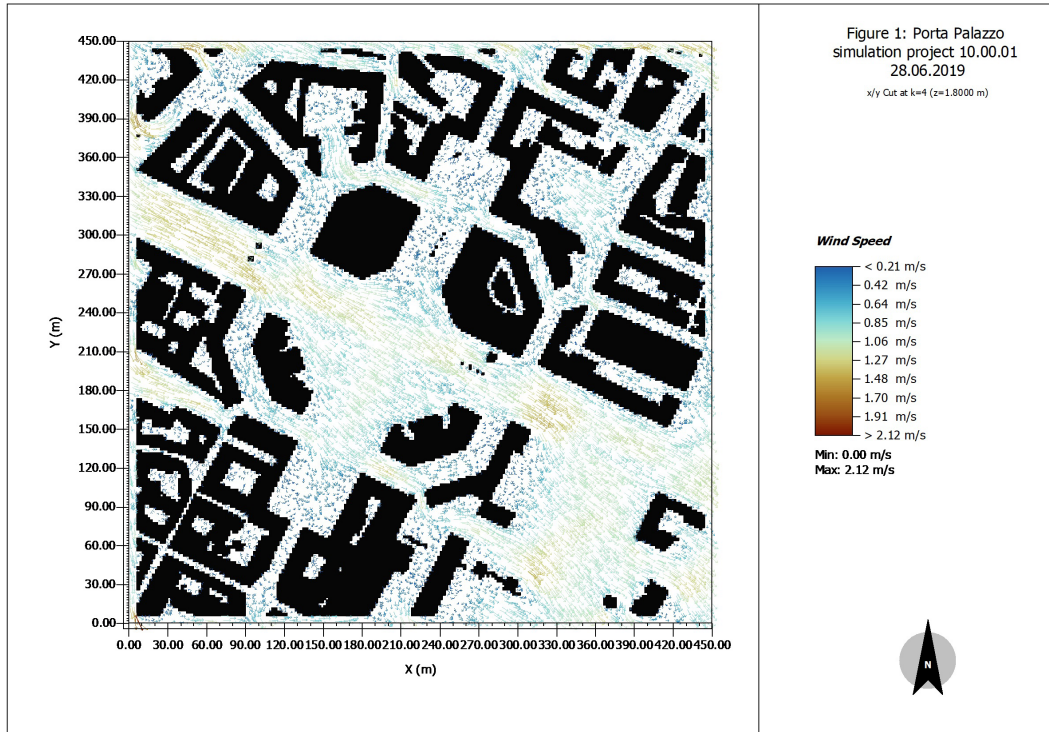 Figure 1: Porta Palazzo
simulation project 10.00.01
28.06.2019
x/y Cut at k=4 (z=1.8000 m)
450.00
420.00
390.00
360.00
330.00
300.00
270.00
240.00
210.00
180.00
150.00
120.00
90.00
60.00
30.00
0.00
Y (m)
0.00 30.00 60.00 90.00 120.00 150.00 180.00 210.00 240.00 270.00 300.00 330.00 360.00 390.00 420.00 450.00
X (m)
Wind Speed
< 0.21 m/s
0.42 m/s
0.64 m/s
0.85 m/s
1.06 m/s
1.27 m/s
1.48 m/s
1.70 m/s
1.91 m/s
> 2.12 m/s
Min: 0.00 m/s
Max: 2.12 m/s
N